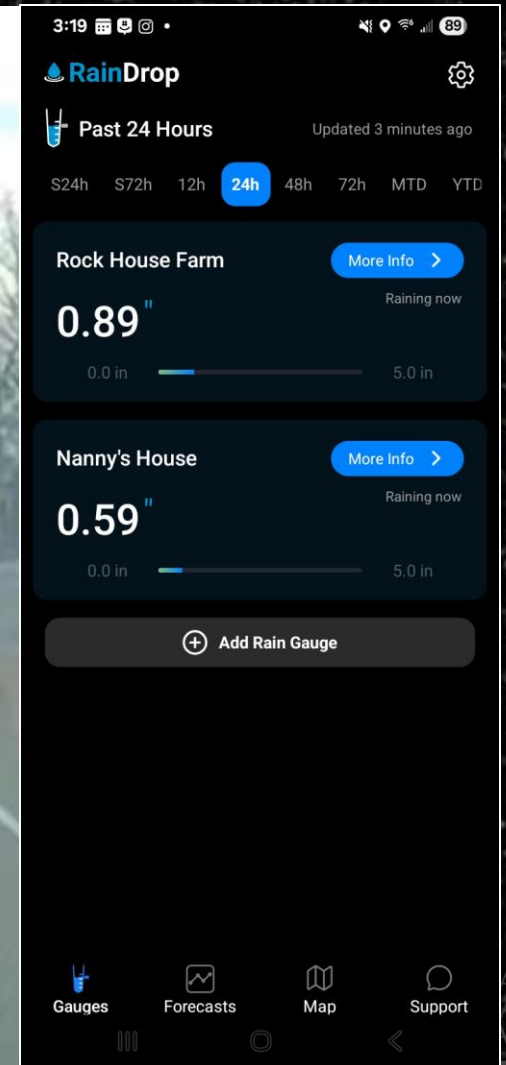 3:19 89
RainDrop
Past 24 Hours Updated 3 minutes ago
S24h S72h 12h 24h 48h 72h MTD YTD
Rock House Farm More Info
0.89" Raining now
0.0 in 5.0 in
Nanny's House More Info
0.59" Raining now
0.0 in 5.0 in
Add Rain Gauge
Gauges Forecasts Map Support